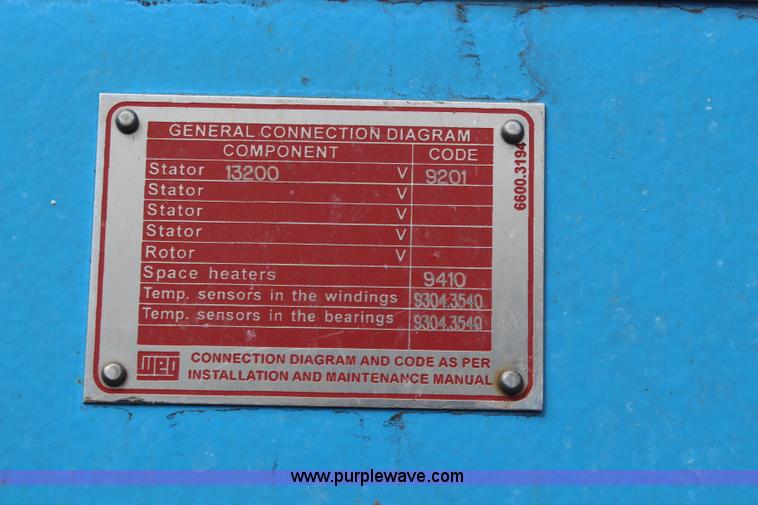 GENERAL CONNECTION DIAGRAM
COMPONENT CODE
Stator 13200 V 9201
Stator V
Stator V
Stator V
Rotor V
Space heaters 9410
Temp. sensors in the windings 9304.3540
Temp. sensors in the bearings 9304.3540
weg CONNECTION DIAGRAM AND CODE AS PER
INSTALLATION AND MAINTENANCE MANUAL
6600.3194
www.purplewave.com